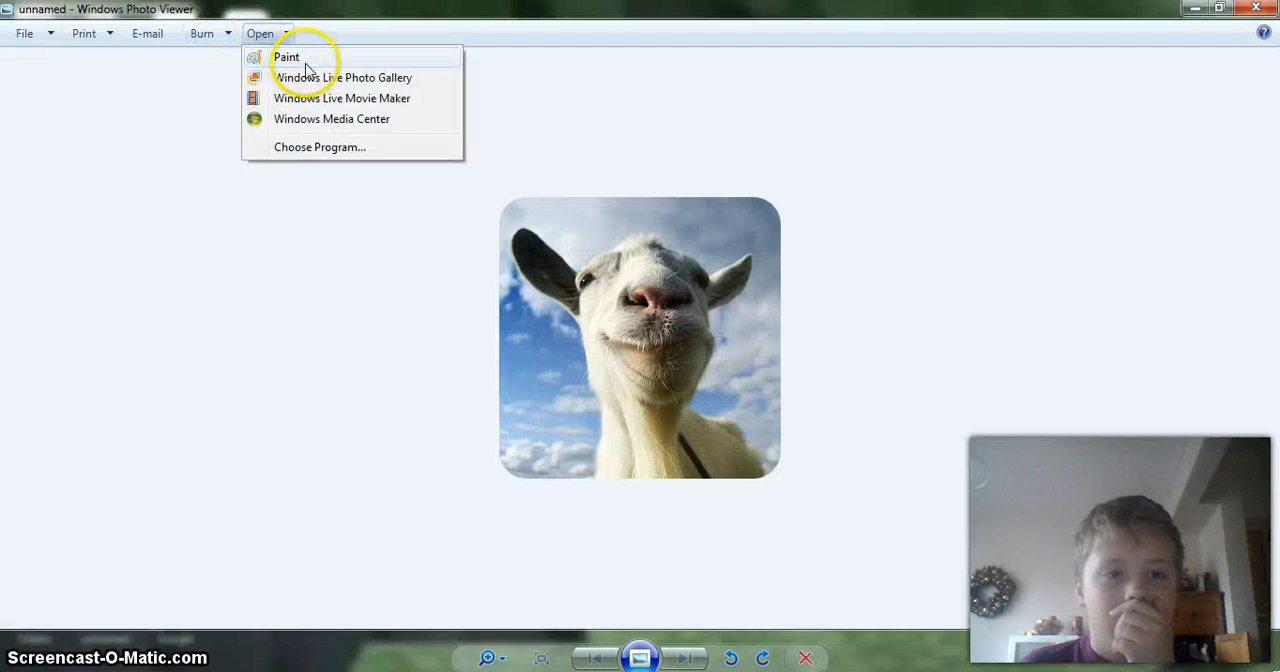 unnamed - Windows Photo Viewer
File Print E-mail Burn Open
Paint
Windows Live Photo Gallery
Windows Live Movie Maker
Windows Media Center
Choose Program...
Screencast-O-Matic.com